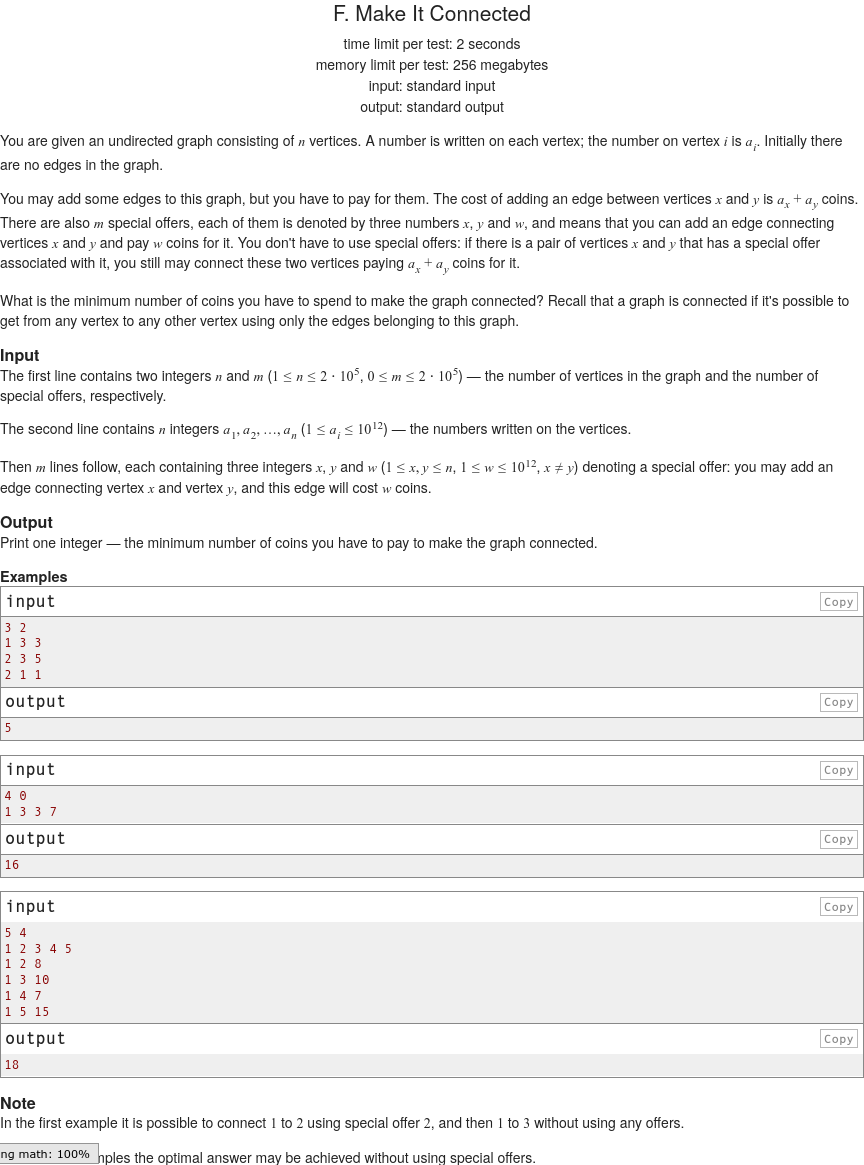 F. Make It Connected
time limit per test: 2 seconds
memory limit per test: 256 megabytes
input: standard input
output: standard output
You are given an undirected graph consisting of n vertices. A number is written on each vertex; the number on vertex i is a_i. Initially there
are no edges in the graph.
You may add some edges to this graph, but you have to pay for them. The cost of adding an edge between vertices x and y is a_x + a_y coins.
There are also m special offers, each of them is denoted by three numbers x, y and w, and means that you can add an edge connecting
vertices x and y and pay w coins for it. You don't have to use special offers: if there is a pair of vertices x and y that has a special offer
associated with it, you still may connect these two vertices paying a_x + a_y coins for it.
What is the minimum number of coins you have to spend to make the graph connected? Recall that a graph is connected if it's possible to
get from any vertex to any other vertex using only the edges belonging to this graph.
Input
The first line contains two integers n and m (1 ≤ n ≤ 2 · 10^5, 0 ≤ m ≤ 2 · 10^5) — the number of vertices in the graph and the number of
special offers, respectively.
The second line contains n integers a_1, a_2, …, a_n (1 ≤ a_i ≤ 10^12) — the numbers written on the vertices.
Then m lines follow, each containing three integers x, y and w (1 ≤ x, y ≤ n, 1 ≤ w ≤ 10^12, x ≠ y) denoting a special offer: you may add an
edge connecting vertex x and vertex y, and this edge will cost w coins.
Output
Print one integer — the minimum number of coins you have to pay to make the graph connected.
Examples
input Copy
3 2
1 3 3
2 3 5
2 1 1
output Copy
5
input Copy
4 0
1 3 3 7
output Copy
16
input Copy
5 4
1 2 3 4 5
1 2 8
1 3 10
1 4 7
1 5 15
output Copy
18
Note
In the first example it is possible to connect 1 to 2 using special offer 2, and then 1 to 3 without using any offers.
ng math: 100% mples the optimal answer may be achieved without using special offers.